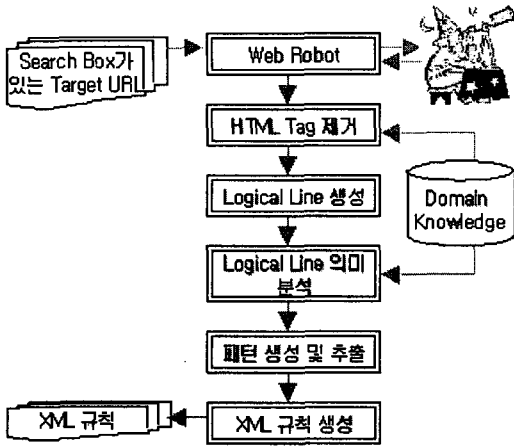 Search Box가
있는 Target URL
Web Robot
HTML Tag 제거
Logical Line 생성
Domain
Knowledge
Logical Line 의미
분석
패턴 생성 및 추출
XML 규칙
XML 규칙 생성